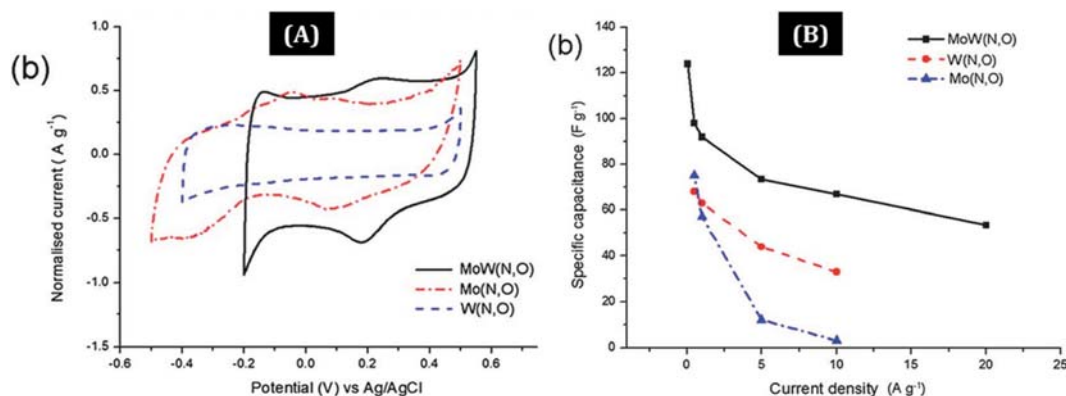 (A)
(b)
1.0
0.5
0.0
-0.5
-1.0
-1.5
Normalised current ( A g⁻¹)
MoW(N,O)
Mo(N,O)
W(N,O)
-0.6
-0.4
-0.2
0.0
0.2
0.4
0.6
Potential (V) vs Ag/AgCl
(B)
(b)
140
120
100
80
60
40
20
0
Specific capacitance (F g⁻¹)
MoW(N,O)
W(N,O)
Mo(N,O)
0
5
10
15
20
25
Current density (A g⁻¹)